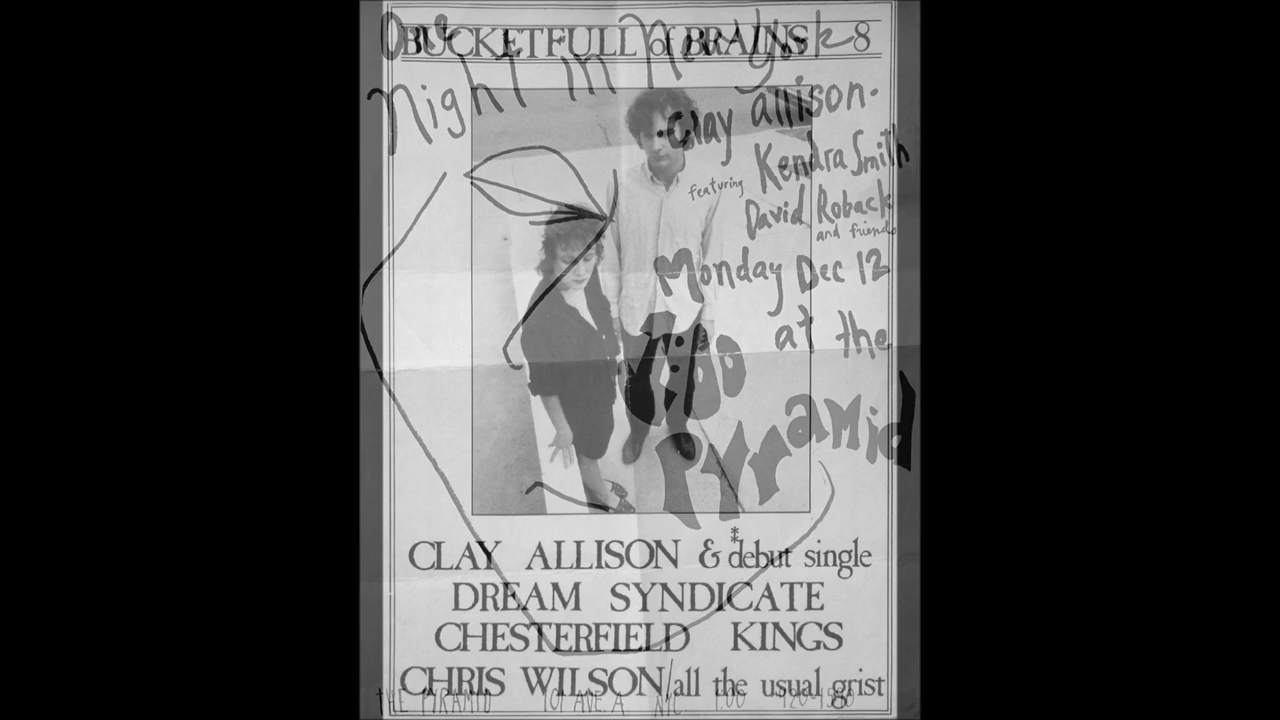 BUCKETFULL of BRAINS 8
One
Night in New York
Clay allison.
featuring
Kendra Smith
David Roback
and friends
Monday Dec 12
at the
1:00
PYramid
CLAY ALLISON & debut single
DREAM SYNDICATE
CHESTERFIELD KINGS
CHRIS WILSON/all the usual grist
THE PYRAMID 101 AVE. A NYC 1:00